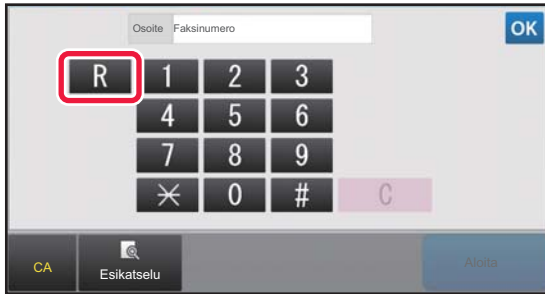 Osoite Faksinumero OK
R 1 2 3
4 5 6
7 8 9
* 0 # C
CA Esikatselu Aloita